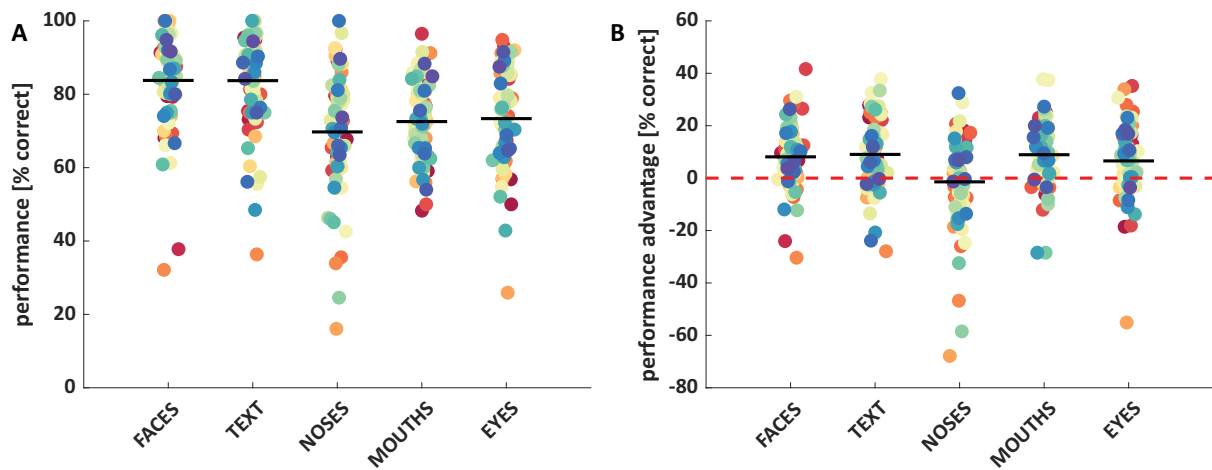 A
performance [% correct]
100
80
60
40
20
0
FACES
TEXT
NOSES
MOUTHS
EYES
B
performance advantage [% correct]
60
40
20
0
-20
-40
-60
-80
FACES
TEXT
NOSES
MOUTHS
EYES